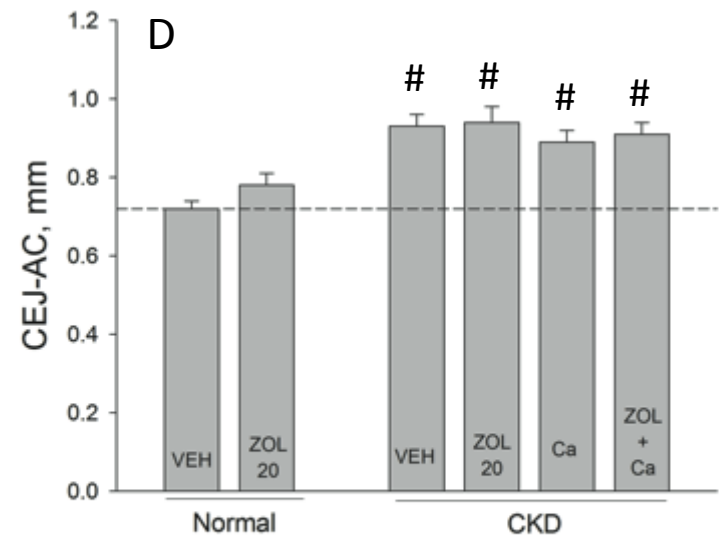 D
# # # #
1.2
1.0
0.8
0.6
0.4
0.2
0.0
CEJ-AC, mm
VEH
ZOL
20
VEH
ZOL
20
Ca
ZOL
+
Ca
Normal
CKD